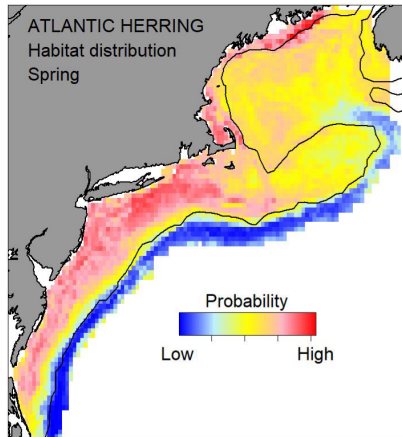 ATLANTIC HERRING
Habitat distribution
Spring
Probability
Low High